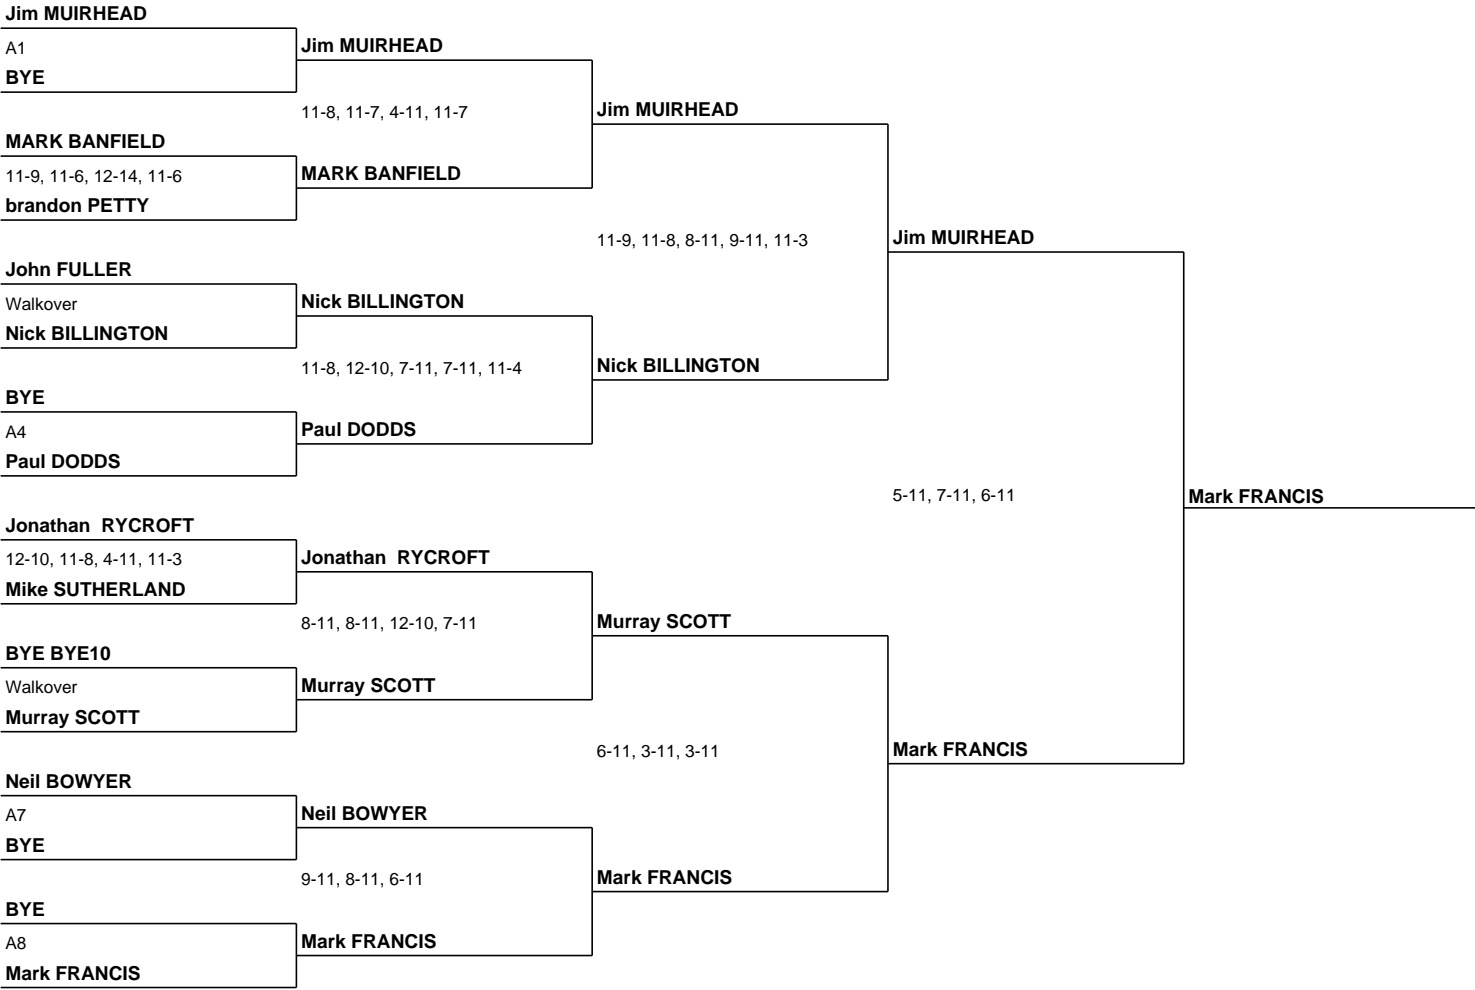 Jim MUIRHEAD
A1
BYE
MARK BANFIELD
11-9, 11-6, 12-14, 11-6
brandon PETTY
John FULLER
Walkover
Nick BILLINGTON
BYE
A4
Paul DODDS
Jonathan  RYCROFT
12-10, 11-8, 4-11, 11-3
Mike SUTHERLAND
BYE BYE10
Walkover
Murray SCOTT
Neil BOWYER
A7
BYE
BYE
A8
Mark FRANCIS
Jim MUIRHEAD
11-8, 11-7, 4-11, 11-7
MARK BANFIELD
Nick BILLINGTON
11-8, 12-10, 7-11, 7-11, 11-4
Paul DODDS
Jonathan  RYCROFT
8-11, 8-11, 12-10, 7-11
Murray SCOTT
Neil BOWYER
9-11, 8-11, 6-11
Mark FRANCIS
Jim MUIRHEAD
11-9, 11-8, 8-11, 9-11, 11-3
Nick BILLINGTON
Murray SCOTT
6-11, 3-11, 3-11
Mark FRANCIS
Jim MUIRHEAD
5-11, 7-11, 6-11
Mark FRANCIS
Mark FRANCIS